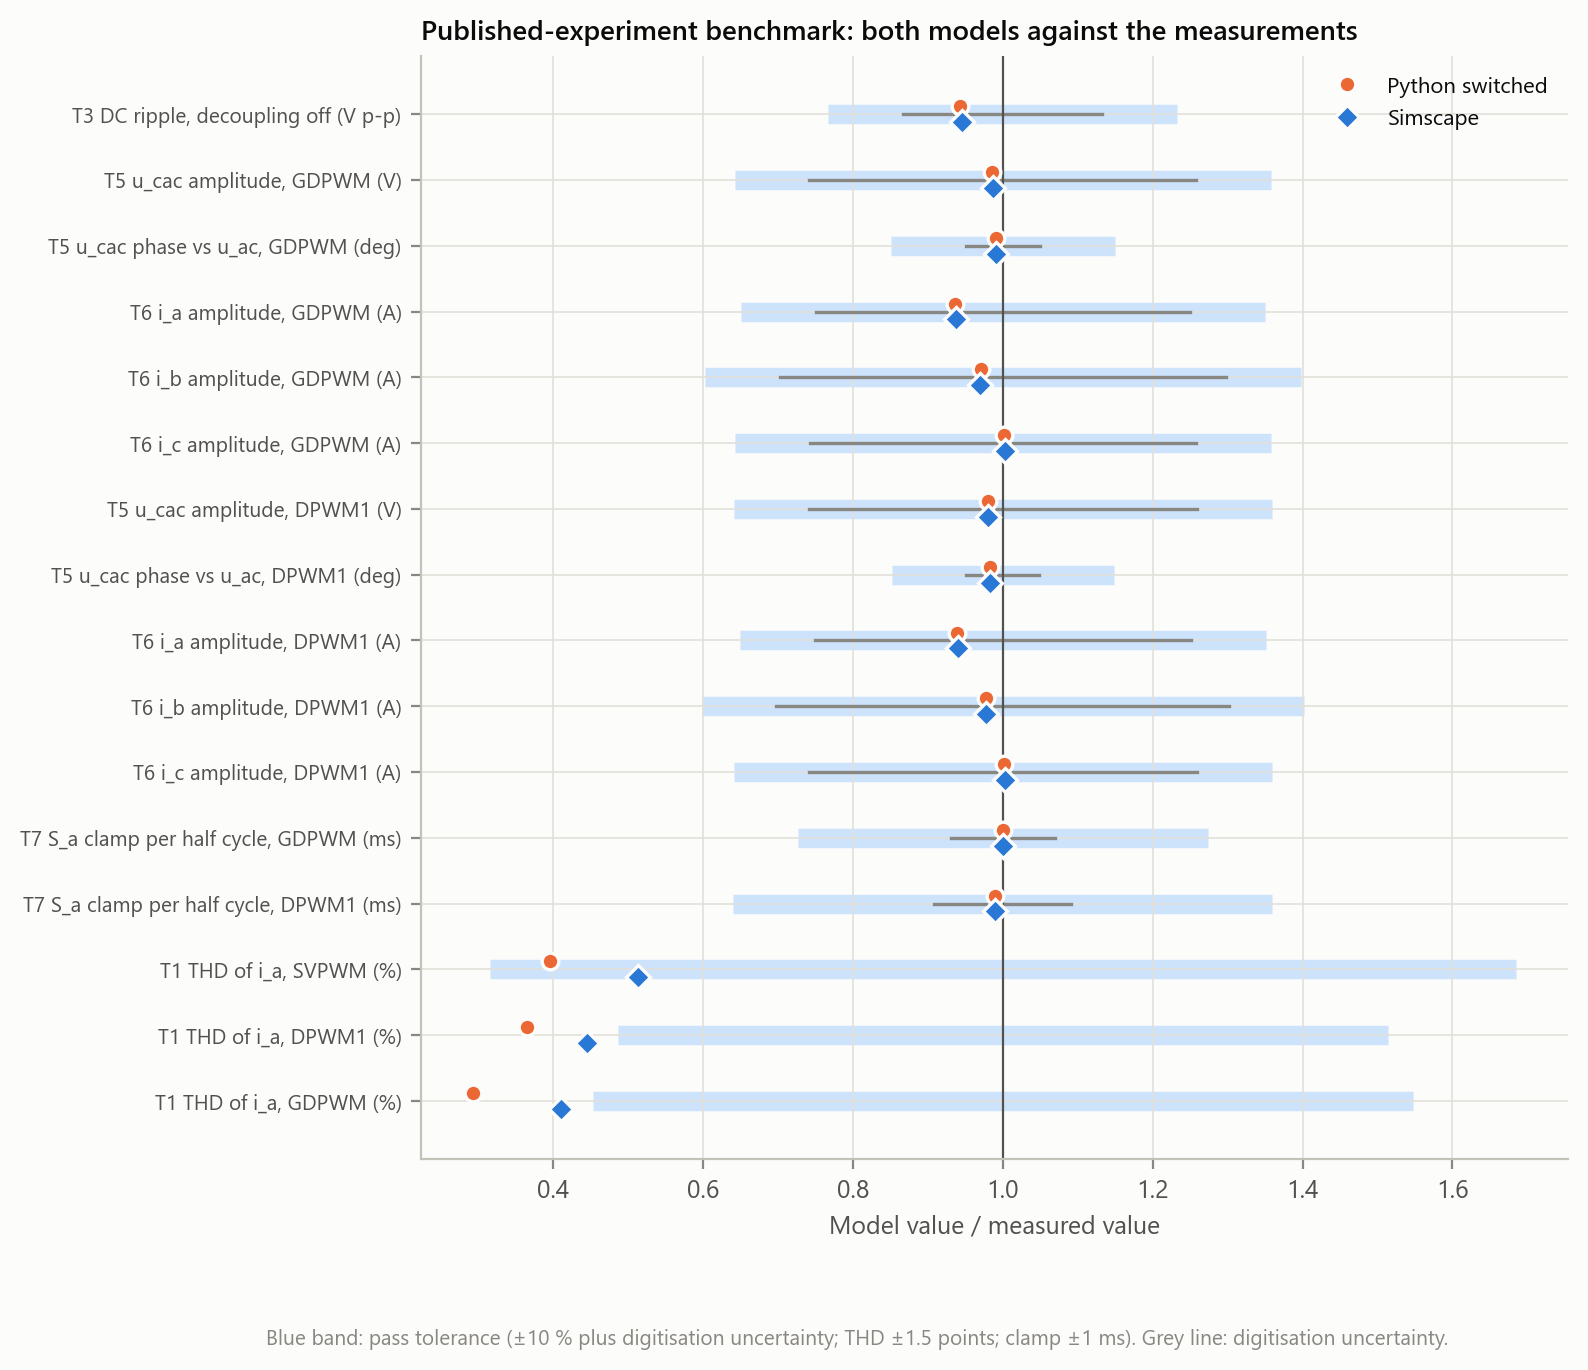 Published-experiment benchmark: both models against the measurements
Python switched
Simscape
T3 DC ripple, decoupling off (V p-p)
T5 u_cac amplitude, GDPWM (V)
T5 u_cac phase vs u_ac, GDPWM (deg)
T6 i_a amplitude, GDPWM (A)
T6 i_b amplitude, GDPWM (A)
T6 i_c amplitude, GDPWM (A)
T5 u_cac amplitude, DPWM1 (V)
T5 u_cac phase vs u_ac, DPWM1 (deg)
T6 i_a amplitude, DPWM1 (A)
T6 i_b amplitude, DPWM1 (A)
T6 i_c amplitude, DPWM1 (A)
T7 S_a clamp per half cycle, GDPWM (ms)
T7 S_a clamp per half cycle, DPWM1 (ms)
T1 THD of i_a, SVPWM (%)
T1 THD of i_a, DPWM1 (%)
T1 THD of i_a, GDPWM (%)
0.4 0.6 0.8 1.0 1.2 1.4 1.6
Model value / measured value
Blue band: pass tolerance (±10 % plus digitisation uncertainty; THD ±1.5 points; clamp ±1 ms). Grey line: digitisation uncertainty.